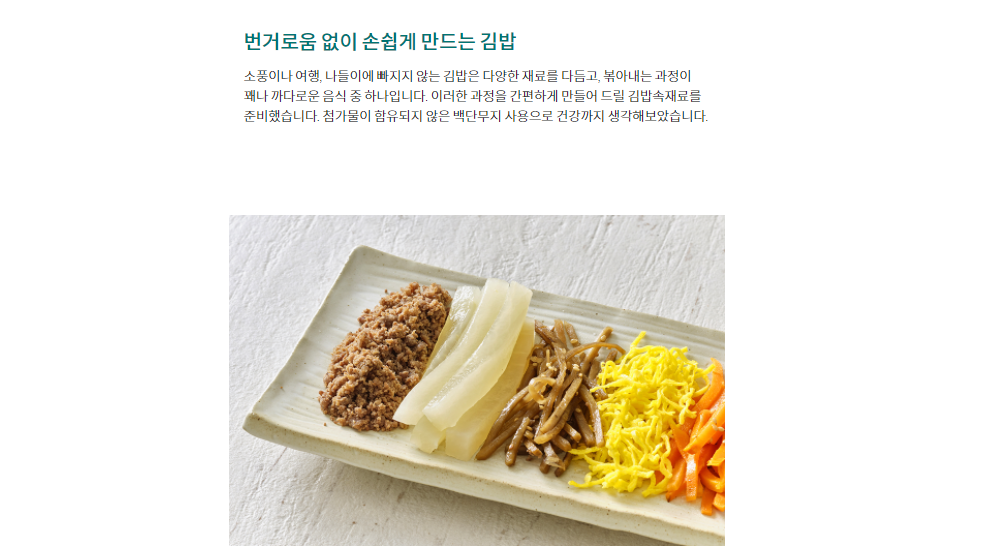 번거로움 없이 손쉽게 만드는 김밥
소풍이나 여행, 나들이에 빠지지 않는 김밥은 다양한 재료를 다듬고, 볶아내는 과정이
꽤나 까다로운 음식 중 하나입니다. 이러한 과정을 간편하게 만들어 드릴 김밥속재료를
준비했습니다. 첨가물이 함유되지 않은 백단무지 사용으로 건강까지 생각해보았습니다.